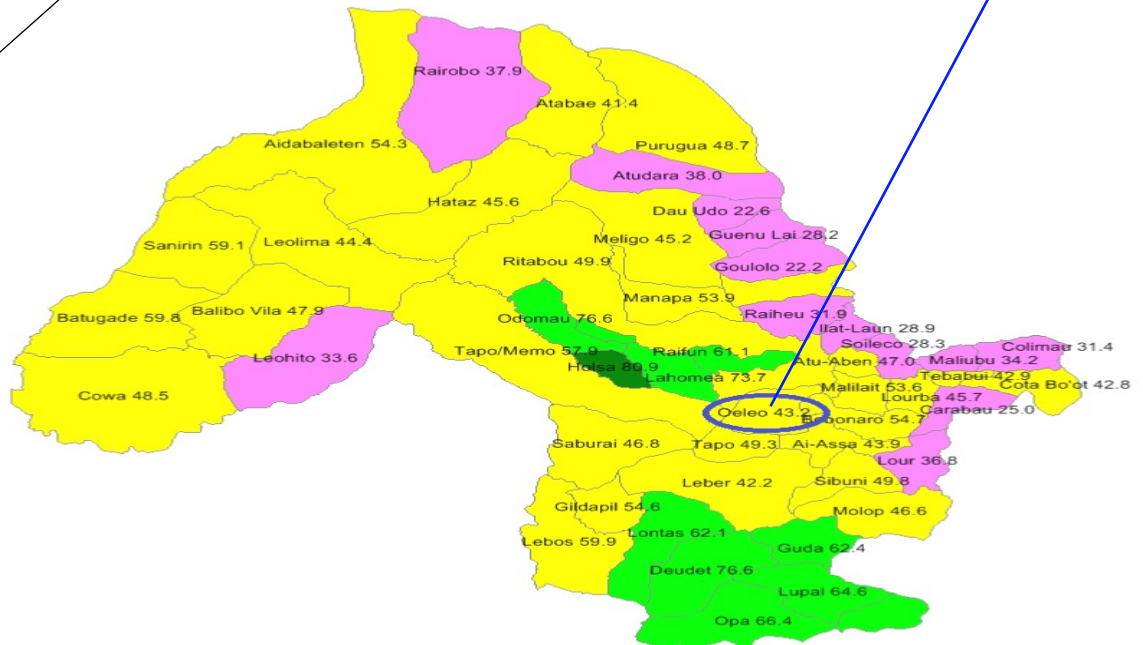 Rairobo 37.9
Atabae 41.4
Aidabaleten 54.3
Purugua 48.7
Atudara 38.0
Hataz 45.6
Dau Udo 22.6
Guenu Lai 28.2
Meligo 45.2
Sanirin 59.1
Leolima 44.4
Ritabou 49.9
Goulolo 22.2
Manapa 53.9
Balibo Vila 47.9
Batugade 59.8
Odomau 76.6
Raiheu 31.9
Ilat-Laun 28.9
Soileco 28.3
Colimau 31.4
Tapo/Memo 57.9
Raifun 61.1
Leohito 33.6
Holsa 80.9
Atu-Aben 47.0
Maliubu 34.2
Lahomea 73.7
Tebabui 42.9
Cota Bo'ot 42.8
Malilait 53.6
Cowa 48.5
Lourba 45.7
Carabau 25.0
Oeleo 43.2
Bobonaro 54.7
Saburai 46.8
Tapo 49.3
Ai-Assa 43.9
Lour 36.8
Leber 42.2
Sibuni 49.8
Gildapil 54.6
Molop 46.6
Lontas 62.1
Lebos 59.9
Guda 62.4
Deudet 76.6
Lupal 64.6
Opa 66.4